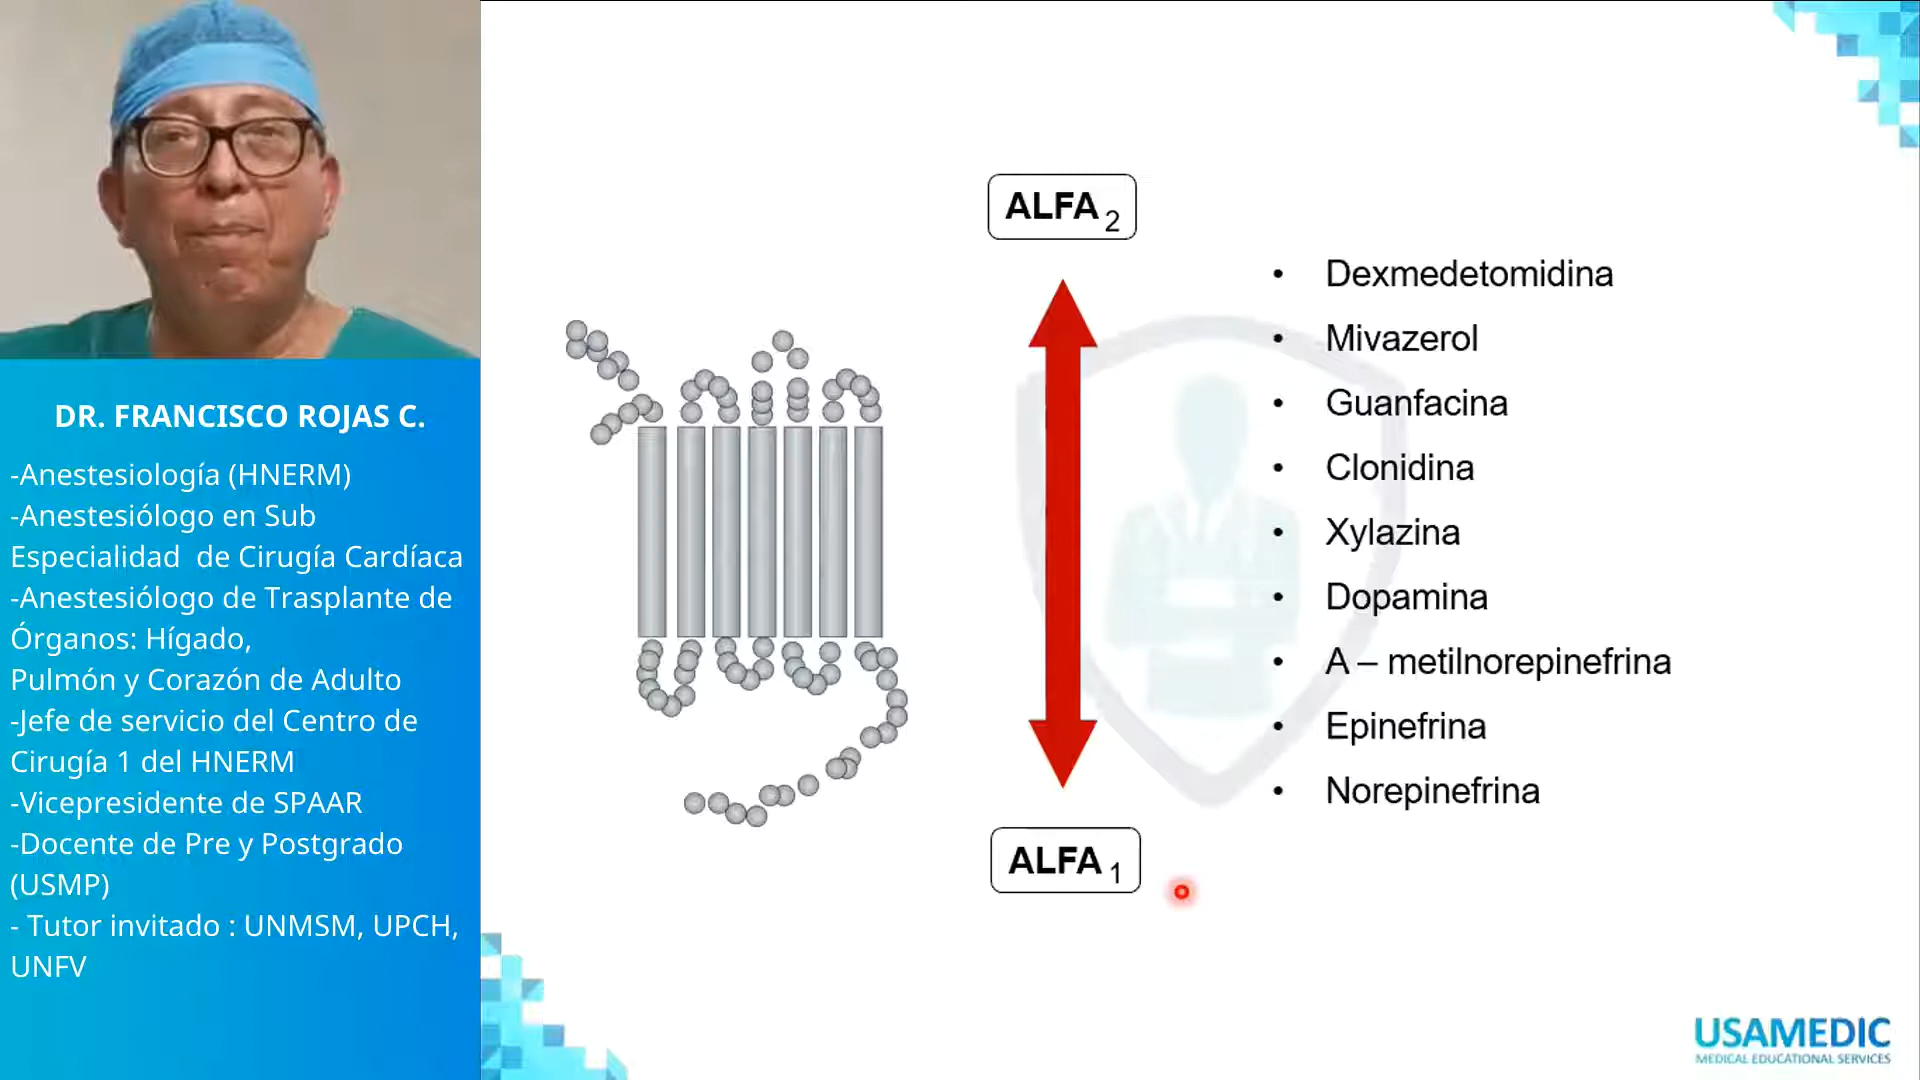 DR. FRANCISCO ROJAS C.
-Anestesiología (HNERM)
-Anestesiólogo en Sub
Especialidad  de Cirugía Cardíaca
-Anestesiólogo de Trasplante de
Órganos: Hígado,
Pulmón y Corazón de Adulto
-Jefe de servicio del Centro de
Cirugía 1 del HNERM
-Vicepresidente de SPAAR
-Docente de Pre y Postgrado
(USMP)
- Tutor invitado : UNMSM, UPCH,
UNFV
ALFA 2
• Dexmedetomidina
• Mivazerol
• Guanfacina
• Clonidina
• Xylazina
• Dopamina
• A – metilnorepinefrina
• Epinefrina
• Norepinefrina
ALFA 1
USAMEDIC
MEDICAL EDUCATIONAL SERVICES